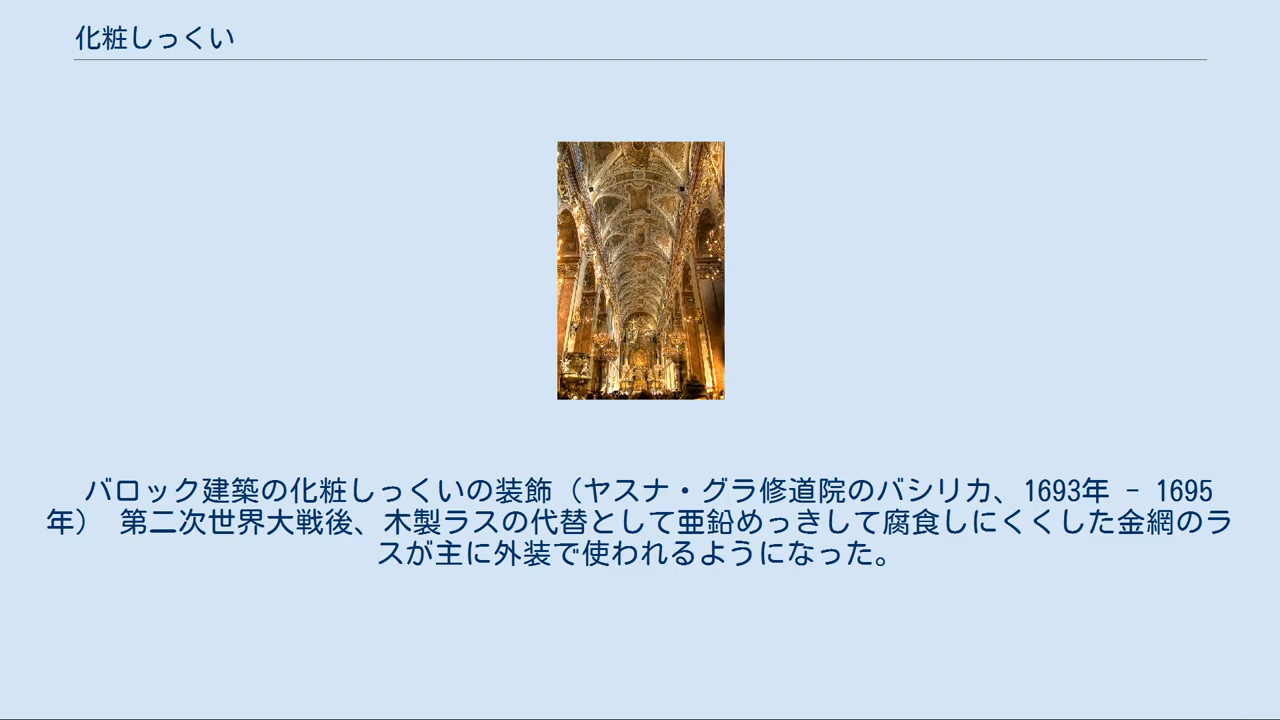 化粧しっくい
バロック建築の化粧しっくいの装飾（ヤスナ・グラ修道院のバシリカ、1693年 - 1695
年） 第二次世界大戦後、木製ラスの代替として亜鉛めっきして腐食しにくくした金網のラ
スが主に外装で使われるようになった。